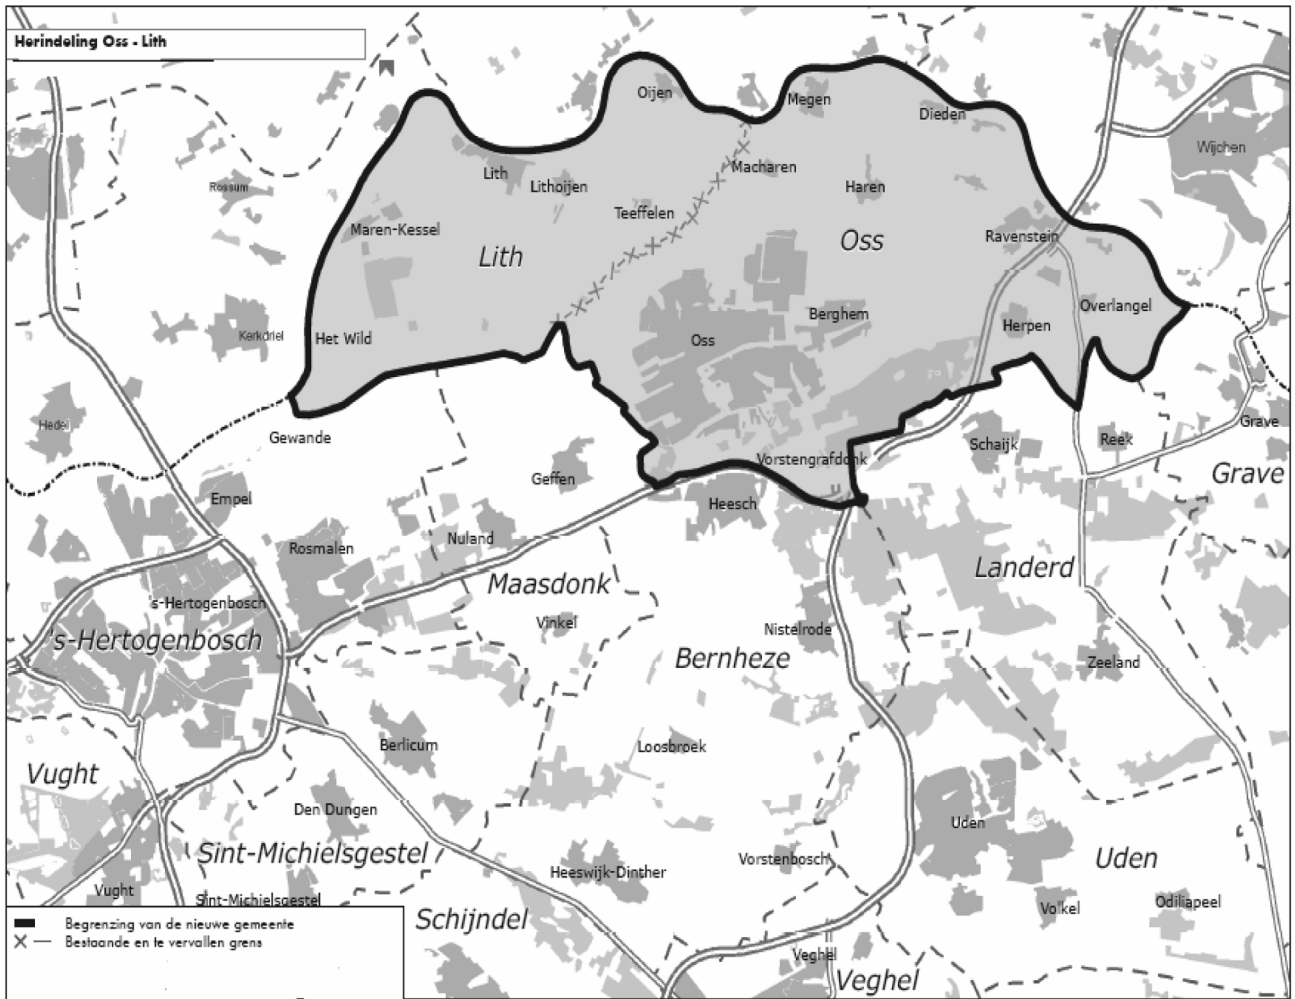 Herindeling Oss - Lith
Oijen
Megen
Dieden
Wijchen
Lith
Lithoijen
Macharen
Haren
Rossum
Teeffelen
Maren-Kessel
Oss
Ravenstein
Lith
Overlangel
Berghem
Herpen
Kerkdriel
Het Wild
Oss
Hedel
Gewande
Grave
Schaijk
Reek
Vorstengrafdonk
Grave
Geffen
Empel
Heesch
Nuland
Rosmalen
Landerd
Maasdonk
's-Hertogenbosch
Vinkel
Nistelrode
's-Hertogenbosch
Bernheze
Zeeland
Berlicum
Loosbroek
Vught
Den Dungen
Uden
Sint-Michielsgestel
Vorstenbosch
Uden
Heeswijk-Dinther
Vught
Sint-Michielsgestel
Volkel
Odiliapeel
Schijndel
Begrenzing van de nieuwe gemeente
Bestaande en te vervallen grens
Veghel
Veghel